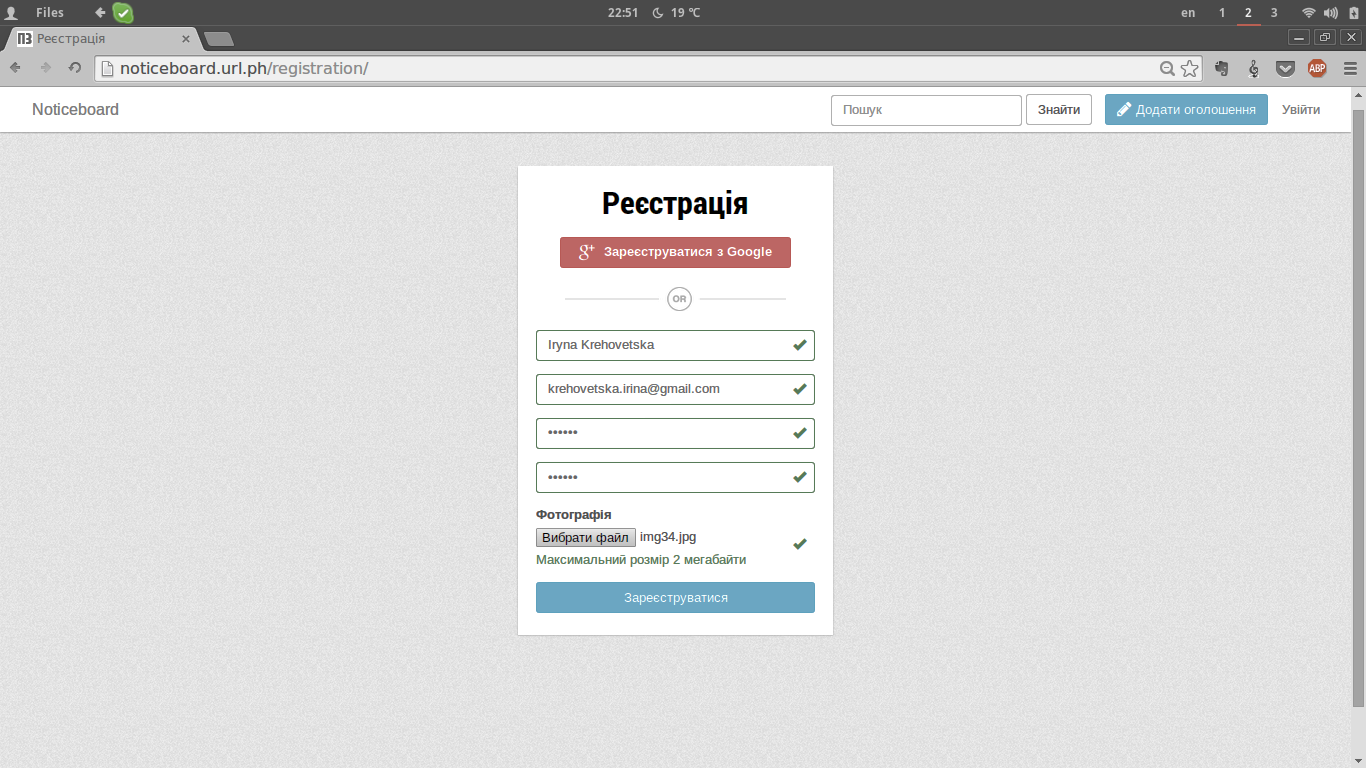 Files
22:51 19 ℃
en 1 2 3
ПЗ Реєстрація
noticeboard.url.ph/registration/
ABP
Noticeboard
Пошук
Знайти
Додати оголошення
Увійти
Реєстрація
g+ Зареєструватися з Google
OR
Iryna Krehovetska
krehovetska.irina@gmail.com
••••••
••••••
Фотографія
Вибрати файл img34.jpg
Максимальний розмір 2 мегабайти
Зареєструватися